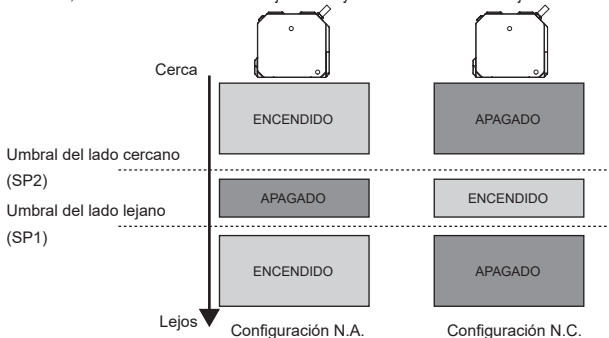 Cerca
ENCENDIDO
APAGADO
Umbral del lado cercano
(SP2)
APAGADO
ENCENDIDO
Umbral del lado lejano
(SP1)
ENCENDIDO
APAGADO
Lejos
Configuración N.A.
Configuración N.C.